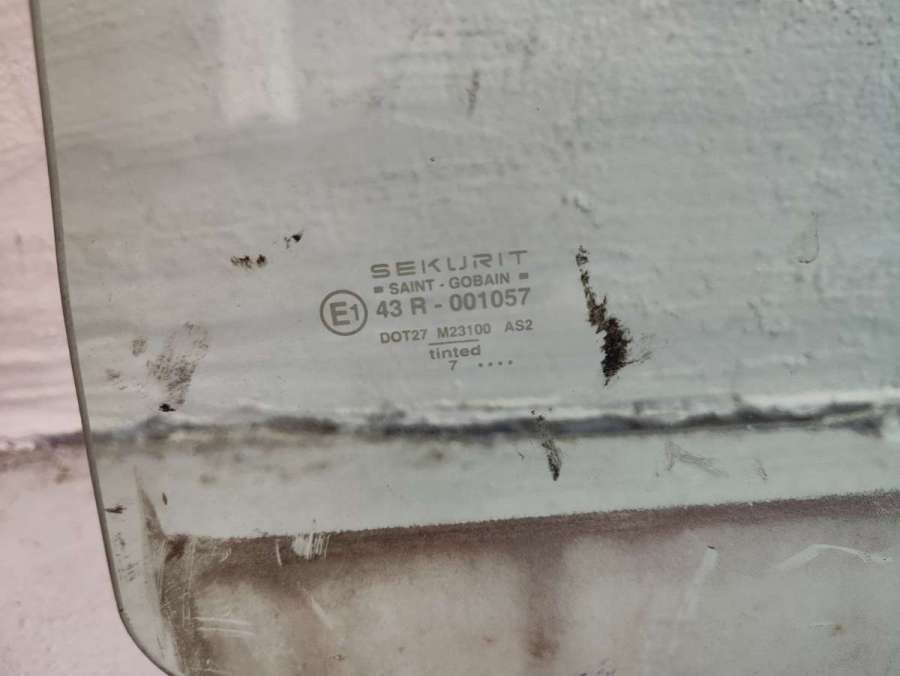 SEKURIT
SAINT - GOBAIN
E1 43 R - 001057
DOT27 M23100 AS2
tinted
7 ....